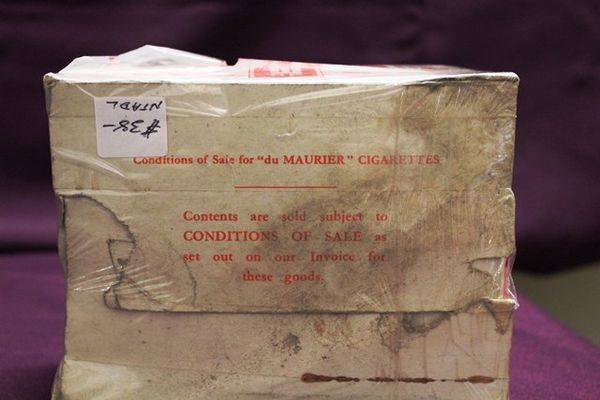 NTADL
#38-
Conditions of Sale for "du MAURIER" CIGARETTES
Contents are sold subject to
CONDITIONS OF SALE as
set out on our Invoice for
these goods.